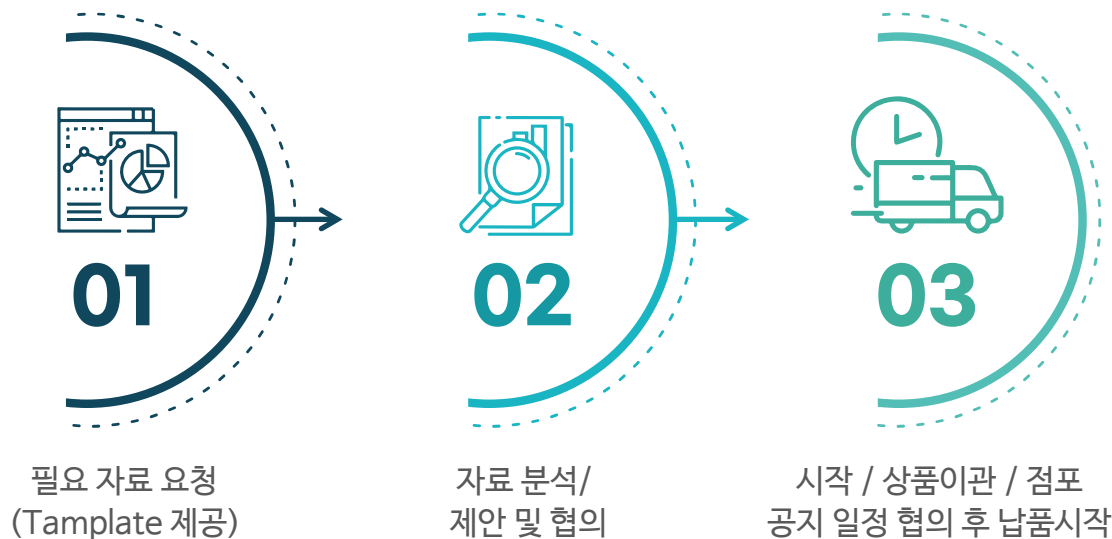 01
02
03
필요 자료 요청
(Tamplate 제공)
자료 분석/
제안 및 협의
시작 / 상품이관 / 점포
공지 일정 협의 후 납품시작